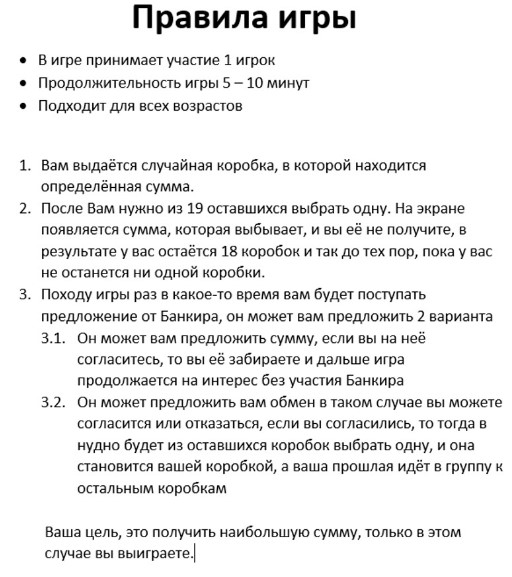 Правила игры
• В игре принимает участие 1 игрок
• Продолжительность игры 5 – 10 минут
• Подходит для всех возрастов
1. Вам выдаётся случайная коробка, в которой находится
определённая сумма.
2. После Вам нужно из 19 оставшихся выбрать одну. На экране
появляется сумма, которая выбывает, и вы её не получите, в
результате у вас остаётся 18 коробок и так до тех пор, пока у вас
не останется ни одной коробки.
3. Походу игры раз в какое-то время вам будет поступать
предложение от Банкира, он может вам предложить 2 варианта
3.1. Он может вам предложить сумму, если вы на неё
согласитесь, то вы её забираете и дальше игра
продолжается на интерес без участия Банкира
3.2. Он может предложить вам обмен в таком случае вы можете
согласится или отказаться, если вы согласились, то тогда в
нудно будет из оставшихся коробок выбрать одну, и она
становится вашей коробкой, а ваша прошлая идёт в группу к
остальным коробкам
Ваша цель, это получить наибольшую сумму, только в этом
случае вы выиграете.